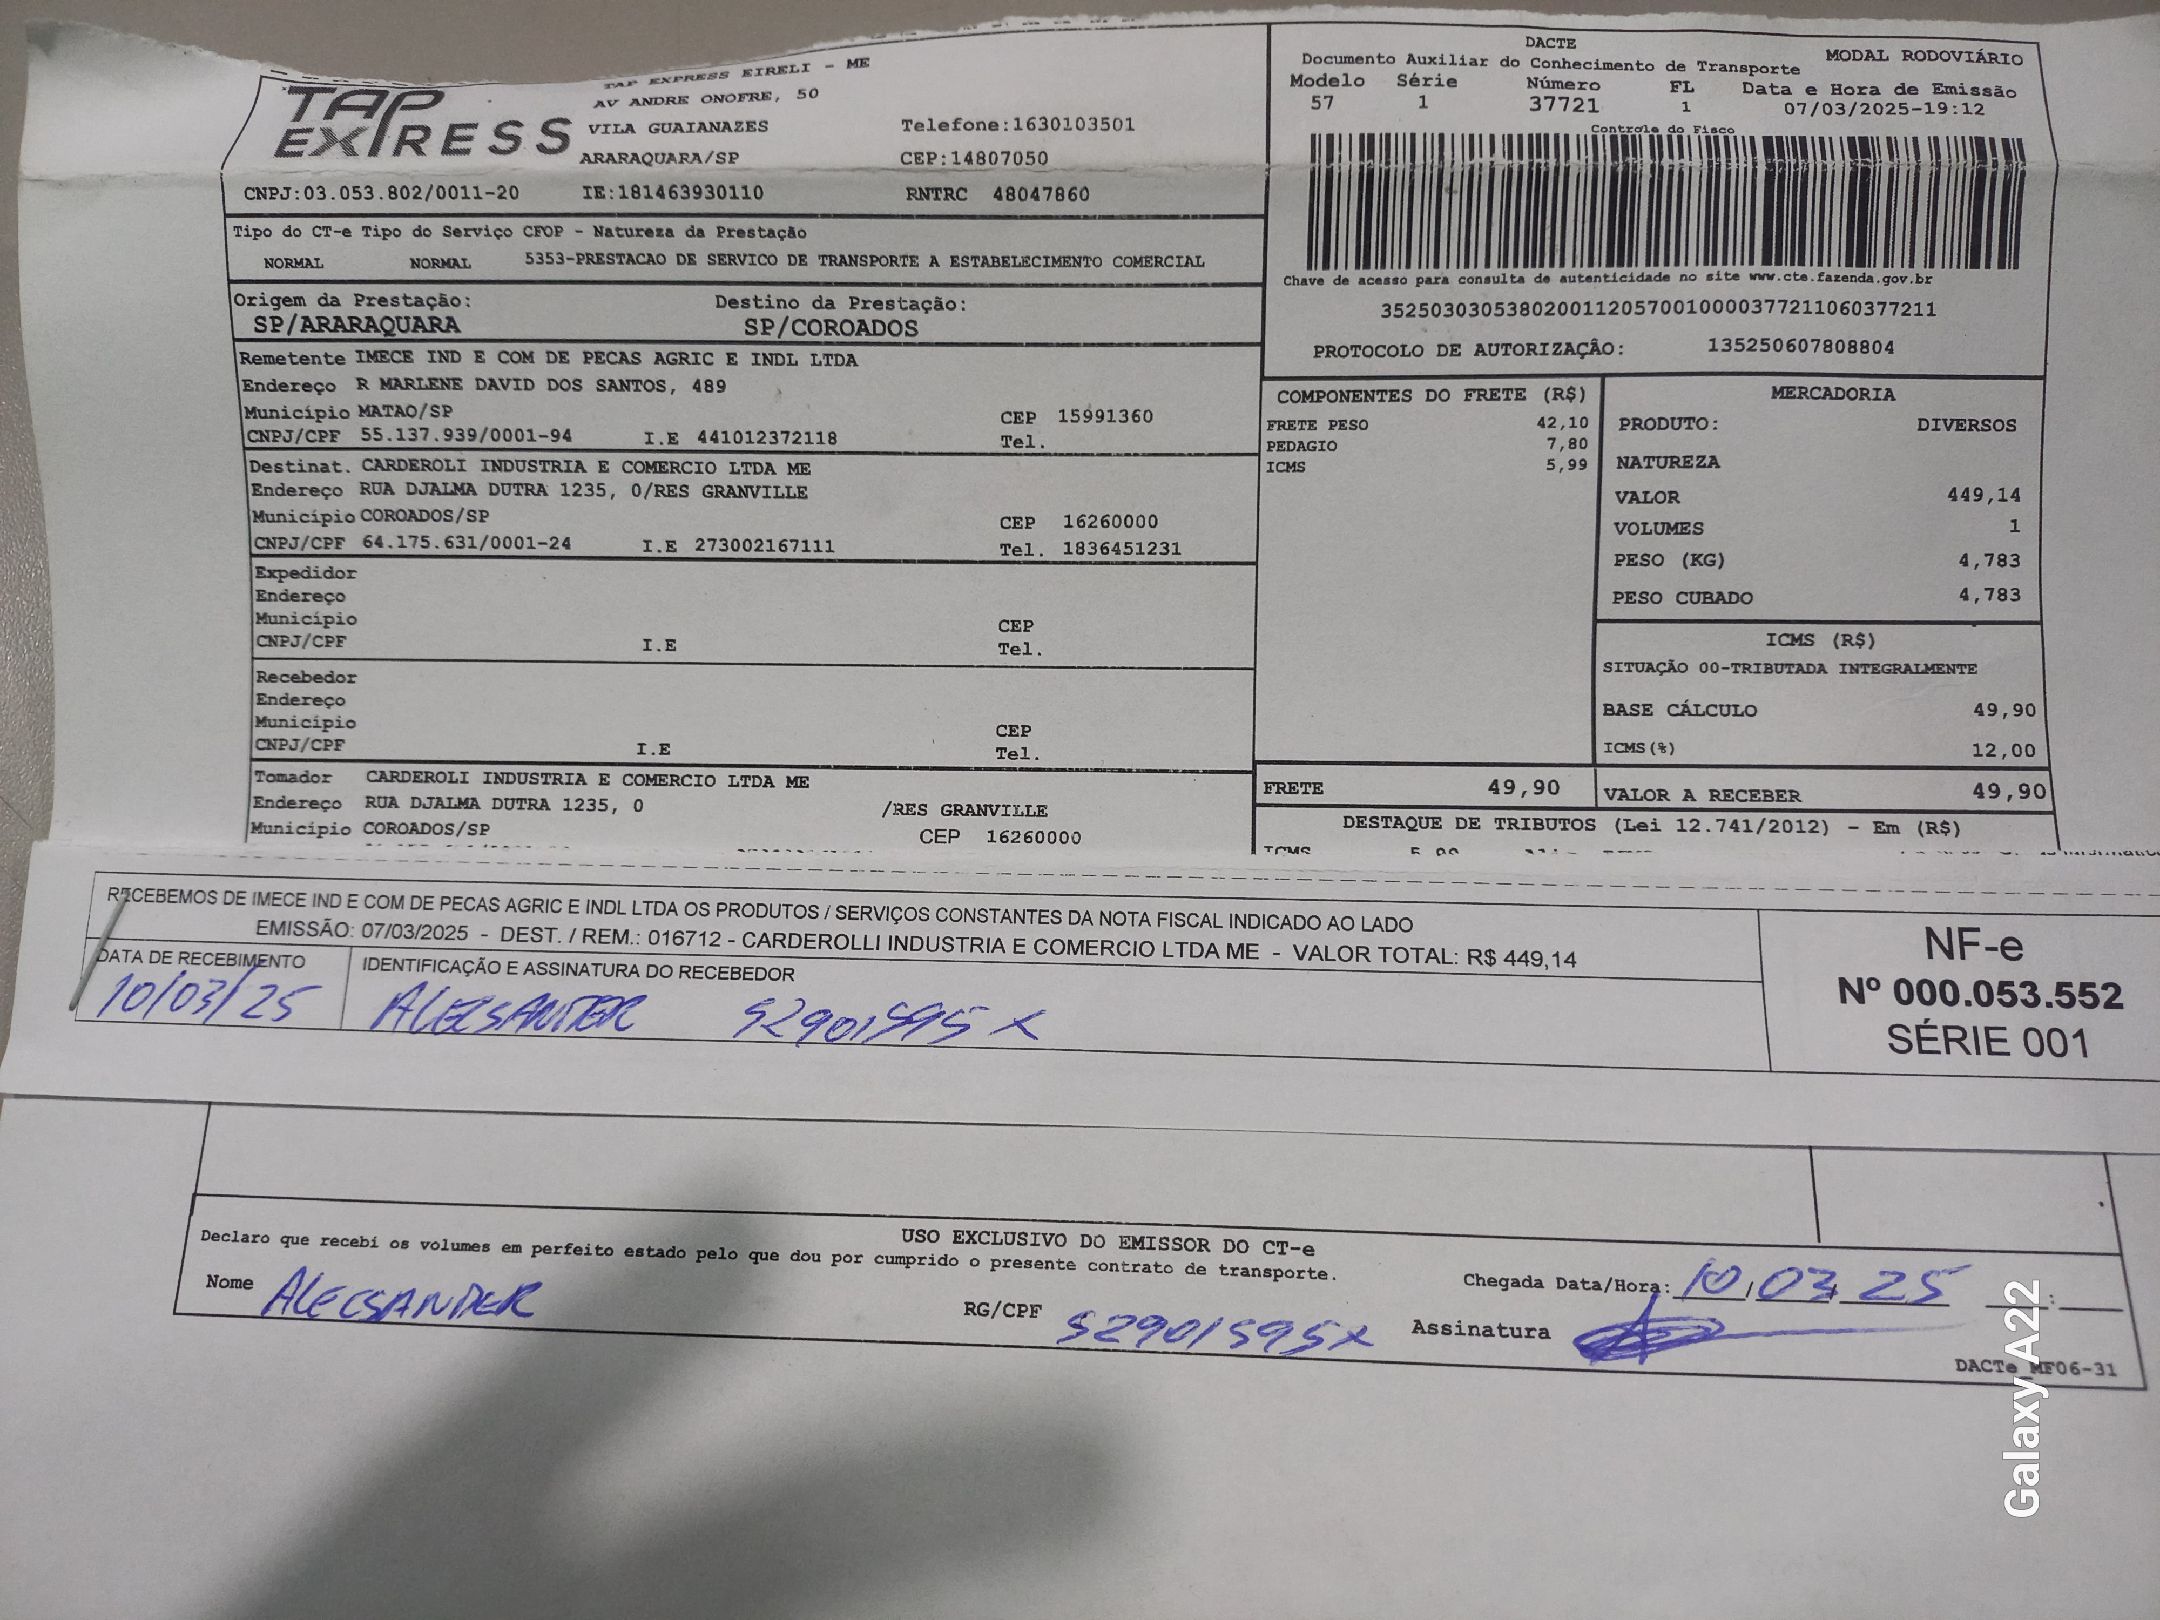 TAP EXPRESS
TAP EXPRESS EIRELI - ME
AV ANDRE ONOFRE, 50
VILA GUAIANAZES Telefone:1630103501
ARARAQUARA/SP CEP:14807050
CNPJ:03.053.802/0011-20 IE:181463930110 RNTRC 48047860
DACTE
Documento Auxiliar do Conhecimento de Transporte MODAL RODOVIÁRIO
Modelo Série Número FL Data e Hora de Emissão
57 1 37721 1 07/03/2025-19:12
Controle do Fisco
Chave de acesso para consulta de autenticidade no site www.cte.fazenda.gov.br
35250303053802001120570010000377211060377211
PROTOCOLO DE AUTORIZAÇÂO: 135250607808804
Tipo do CT-e Tipo do Serviço CFOP - Natureza da Prestação
NORMAL NORMAL 5353-PRESTACAO DE SERVICO DE TRANSPORTE A ESTABELECIMENTO COMERCIAL
Origem da Prestação: Destino da Prestação:
SP/ARARAQUARA SP/COROADOS
Remetente IMECE IND E COM DE PECAS AGRIC E INDL LTDA
Endereço R MARLENE DAVID DOS SANTOS, 489
Município MATAO/SP CEP 15991360
CNPJ/CPF 55.137.939/0001-94 I.E 441012372118 Tel.
Destinat. CARDEROLI INDUSTRIA E COMERCIO LTDA ME
Endereço RUA DJALMA DUTRA 1235, 0/RES GRANVILLE
Município COROADOS/SP CEP 16260000
CNPJ/CPF 64.175.631/0001-24 I.E 273002167111 Tel. 1836451231
Expedidor
Endereço
Município CEP
CNPJ/CPF I.E Tel.
Recebedor
Endereço
Município CEP
CNPJ/CPF I.E Tel.
Tomador CARDEROLI INDUSTRIA E COMERCIO LTDA ME
Endereço RUA DJALMA DUTRA 1235, 0 /RES GRANVILLE
Município COROADOS/SP CEP 16260000
COMPONENTES DO FRETE (R$)
FRETE PESO 42,10
PEDAGIO 7,80
ICMS 5,99
FRETE 49,90
MERCADORIA
PRODUTO: DIVERSOS
NATUREZA
VALOR 449,14
VOLUMES 1
PESO (KG) 4,783
PESO CUBADO 4,783
ICMS (R$)
SITUAÇÃO 00-TRIBUTADA INTEGRALMENTE
BASE CÁLCULO 49,90
ICMS(%) 12,00
VALOR A RECEBER 49,90
DESTAQUE DE TRIBUTOS (Lei 12.741/2012) - Em (R$)
RECEBEMOS DE IMECE IND E COM DE PECAS AGRIC E INDL LTDA OS PRODUTOS / SERVIÇOS CONSTANTES DA NOTA FISCAL INDICADO AO LADO
EMISSÃO: 07/03/2025 - DEST. / REM.: 016712 - CARDEROLLI INDUSTRIA E COMERCIO LTDA ME - VALOR TOTAL: R$ 449,14
DATA DE RECEBIMENTO IDENTIFICAÇÃO E ASSINATURA DO RECEBEDOR
10/03/25 ALECSANDER 52901595X
NF-e
Nº 000.053.552
SÉRIE 001
USO EXCLUSIVO DO EMISSOR DO CT-e
Declaro que recebi os volumes em perfeito estado pelo que dou por cumprido o presente contrato de transporte.
Nome ALECSANDER RG/CPF 52901595X
Chegada Data/Hora: 10/03/25 :
Assinatura
DACTe MF06-31
Galaxy A22